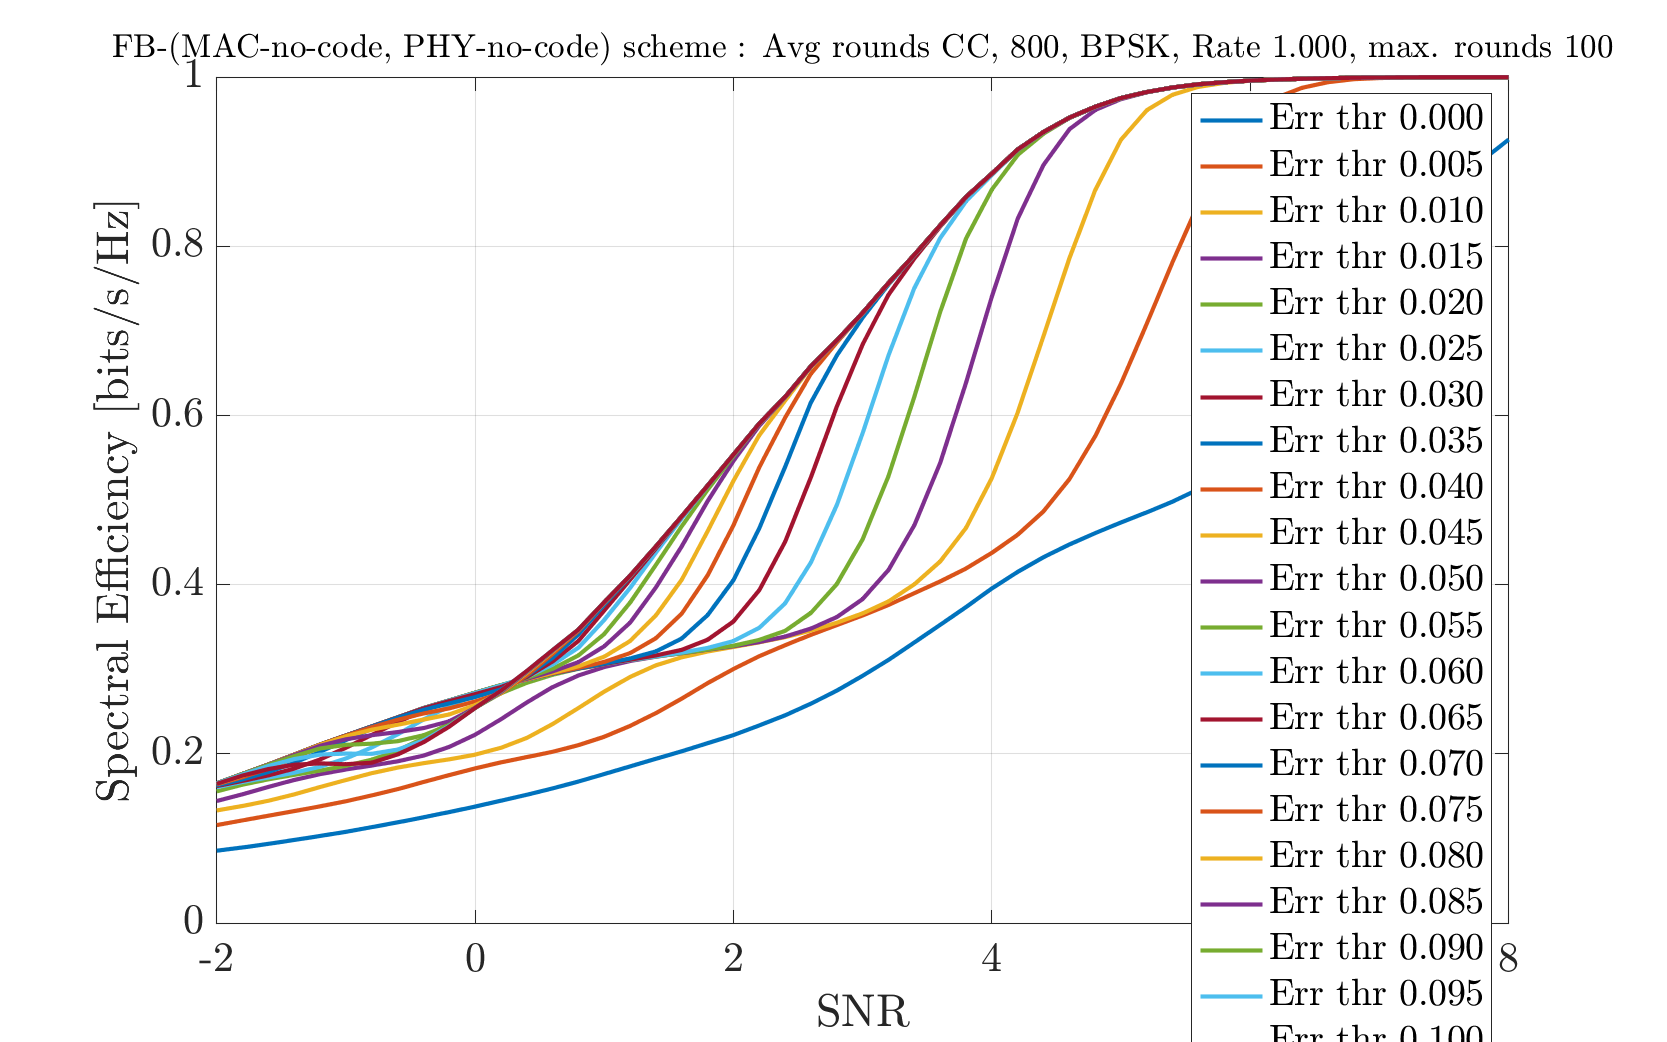 FB-(MAC-no-code, PHY-no-code) scheme : Avg rounds CC, 800, BPSK, Rate 1.000, max. rounds 100
1
0.8
0.6
0.4
0.2
0
Spectral Efficiency [bits/s/Hz]
-2 0 2 4 8
SNR
Err thr 0.000
Err thr 0.005
Err thr 0.010
Err thr 0.015
Err thr 0.020
Err thr 0.025
Err thr 0.030
Err thr 0.035
Err thr 0.040
Err thr 0.045
Err thr 0.050
Err thr 0.055
Err thr 0.060
Err thr 0.065
Err thr 0.070
Err thr 0.075
Err thr 0.080
Err thr 0.085
Err thr 0.090
Err thr 0.095
Err thr 0.100